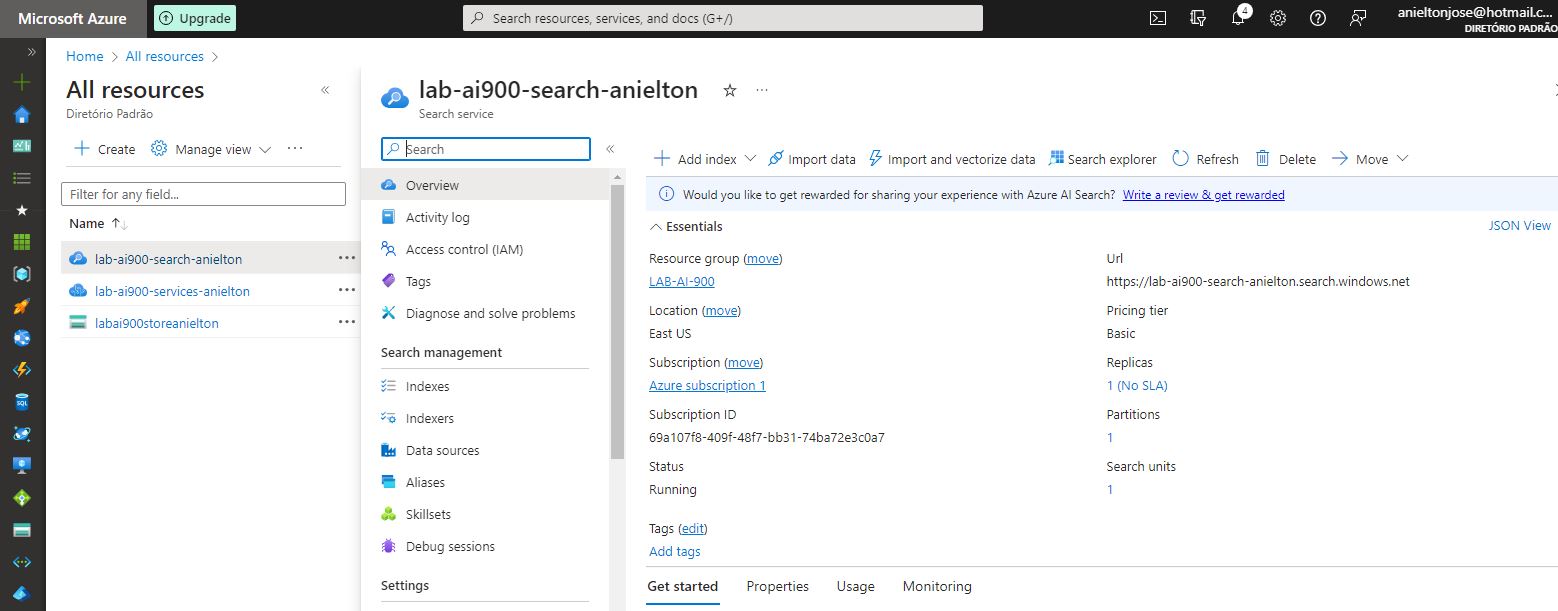 Microsoft Azure
Upgrade
Search resources, services, and docs (G+/)
4
anieltonjose@hotmail.c...
DIRETÓRIO PADRÃO
Home > All resources >
All resources
Diretório Padrão
Create
Manage view
Filter for any field...
Name
lab-ai900-search-anielton
lab-ai900-services-anielton
labai900storeanielton
lab-ai900-search-anielton
Search service
Search
Overview
Activity log
Access control (IAM)
Tags
Diagnose and solve problems
Search management
Indexes
Indexers
Data sources
Aliases
Skillsets
Debug sessions
Settings
Add index
Import data
Import and vectorize data
Search explorer
Refresh
Delete
Move
Would you like to get rewarded for sharing your experience with Azure AI Search? Write a review & get rewarded
Essentials
JSON View
Resource group (move)
LAB-AI-900
Location (move)
East US
Subscription (move)
Azure subscription 1
Subscription ID
69a107f8-409f-48f7-bb31-74ba72e3c0a7
Status
Running
Url
https://lab-ai900-search-anielton.search.windows.net
Pricing tier
Basic
Replicas
1 (No SLA)
Partitions
1
Search units
1
Tags (edit)
Add tags
Get started
Properties
Usage
Monitoring
SQL